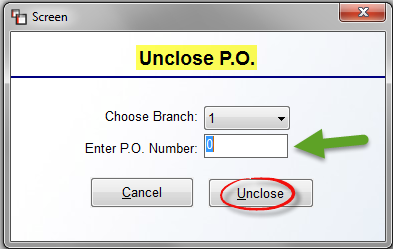 Screen
Unclose P.O.
Choose Branch: 1
Enter P.O. Number: 0
Cancel Unclose